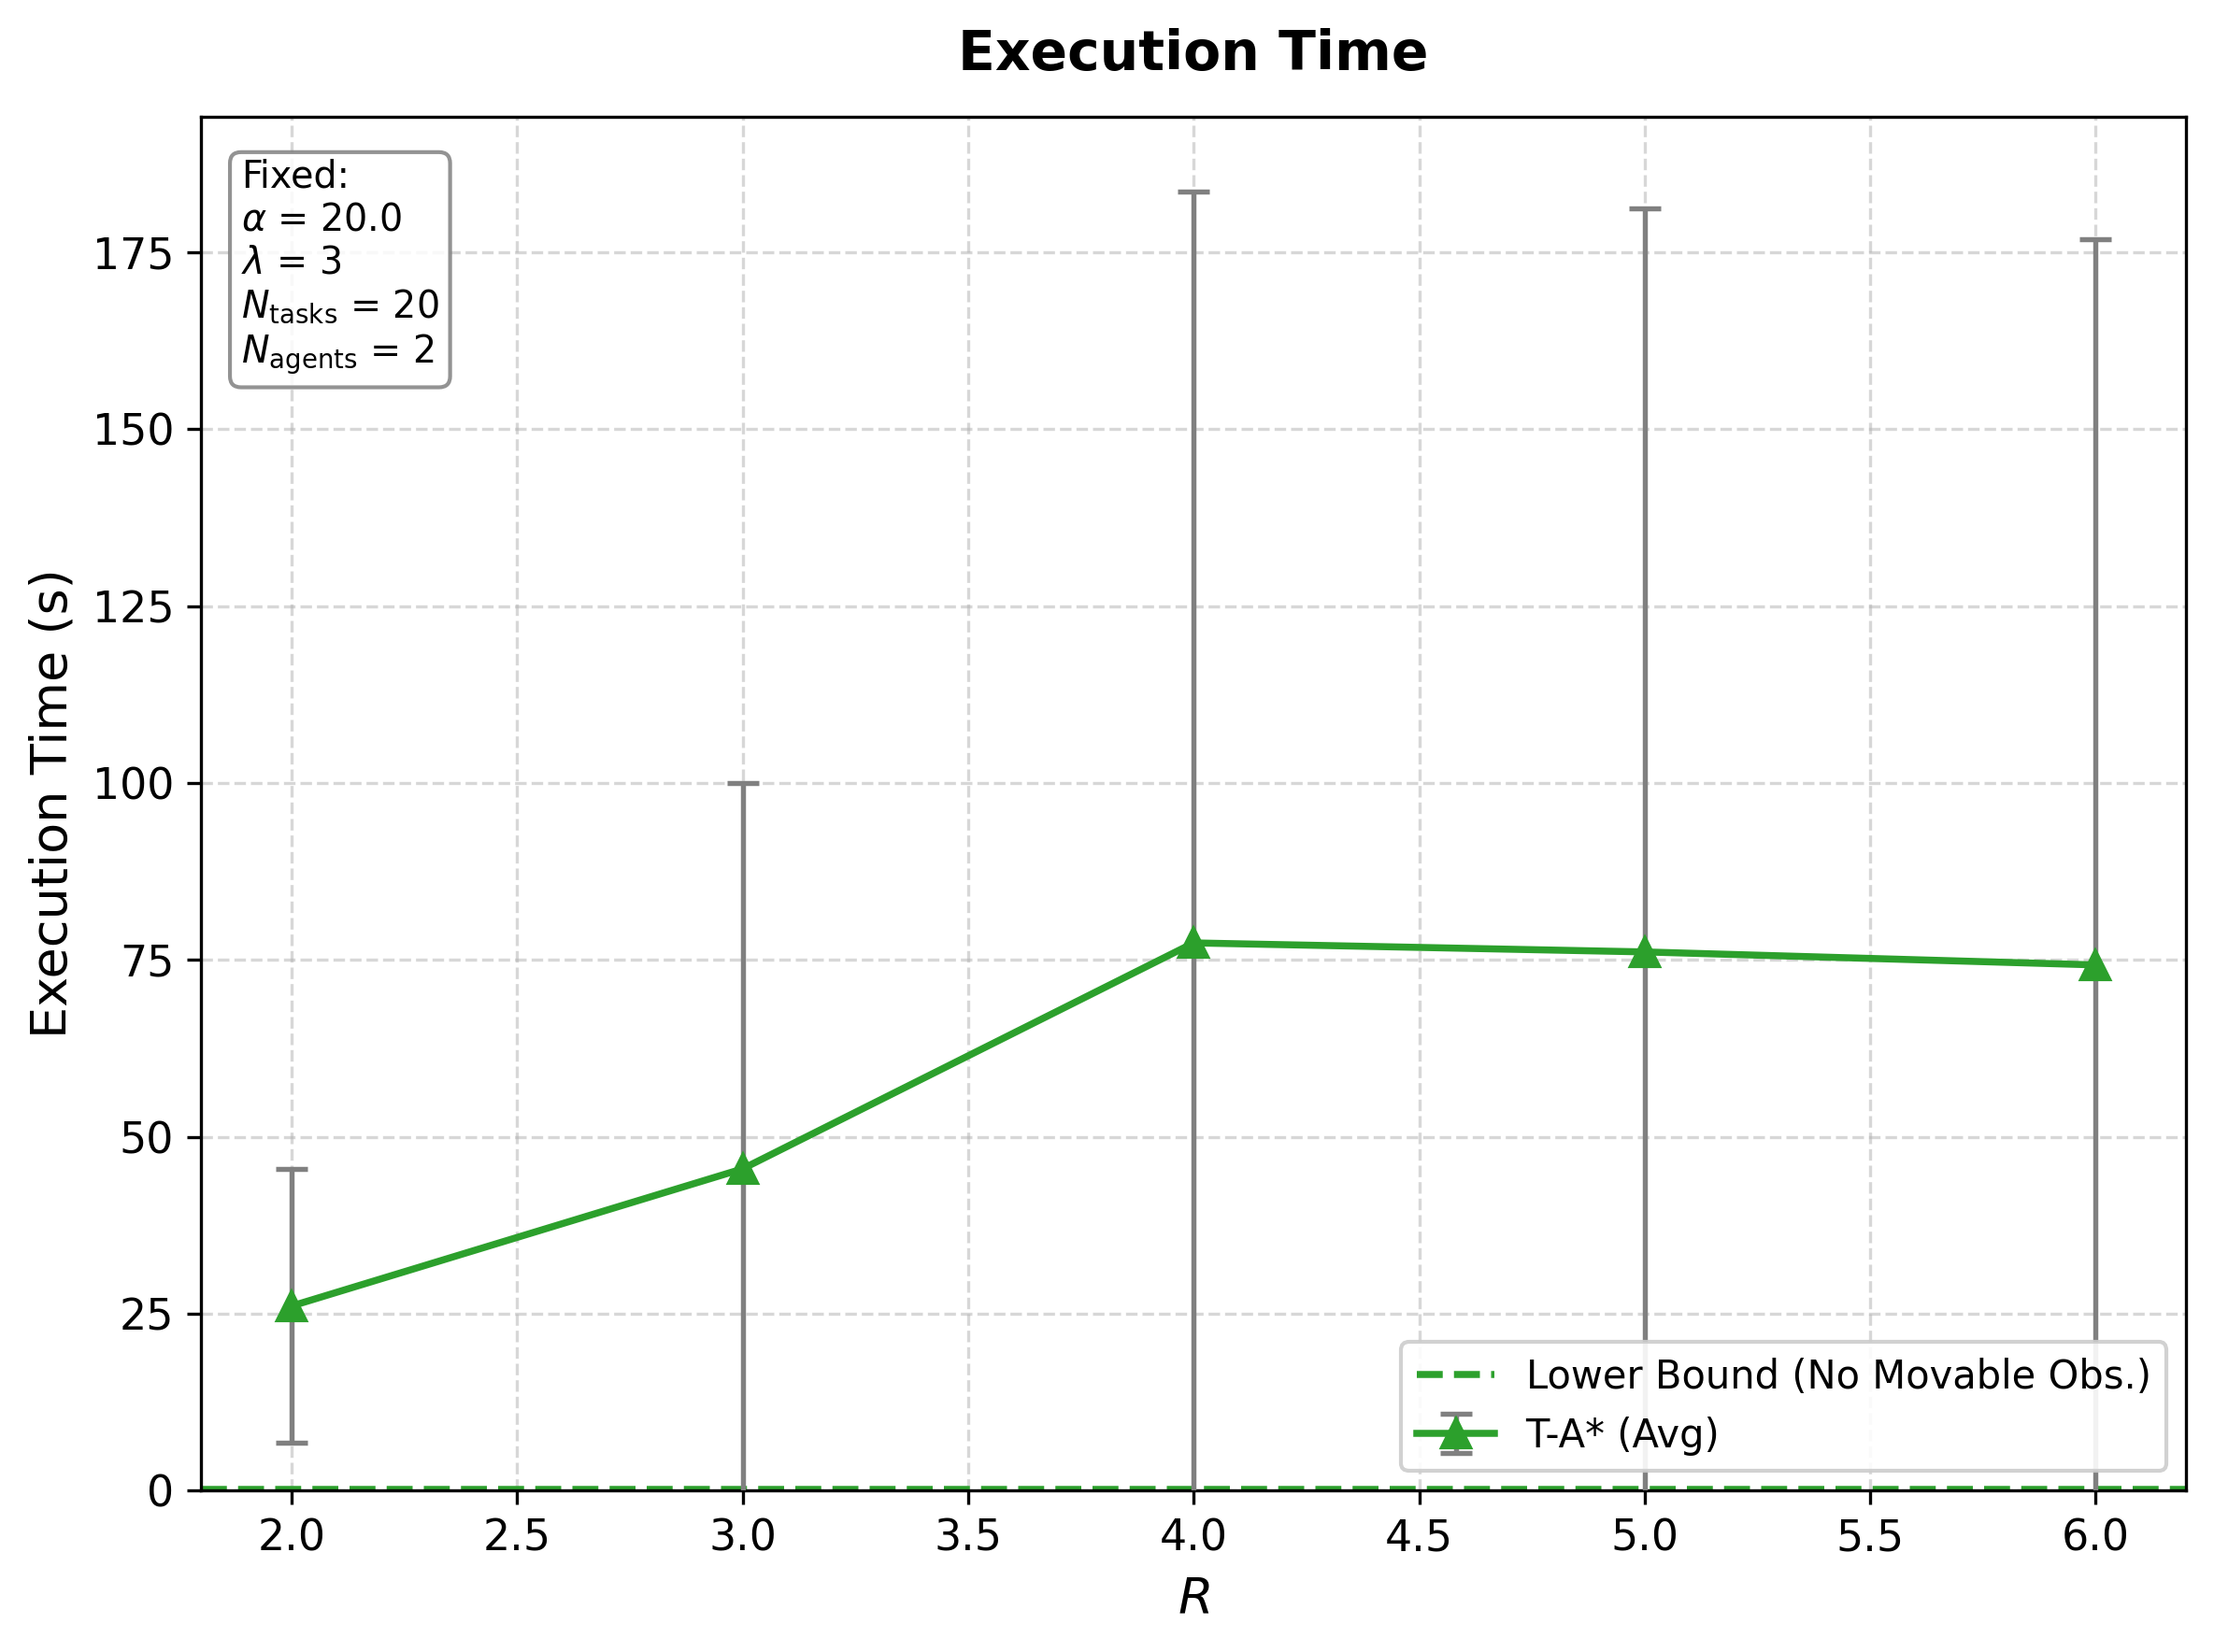 Execution Time
Fixed:
α = 20.0
λ = 3
N_tasks = 20
N_agents = 2
Execution Time (s)
175
150
125
100
75
50
25
0
Lower Bound (No Movable Obs.)
T-A* (Avg)
2.0 2.5 3.0 3.5 4.0 4.5 5.0 5.5 6.0
R